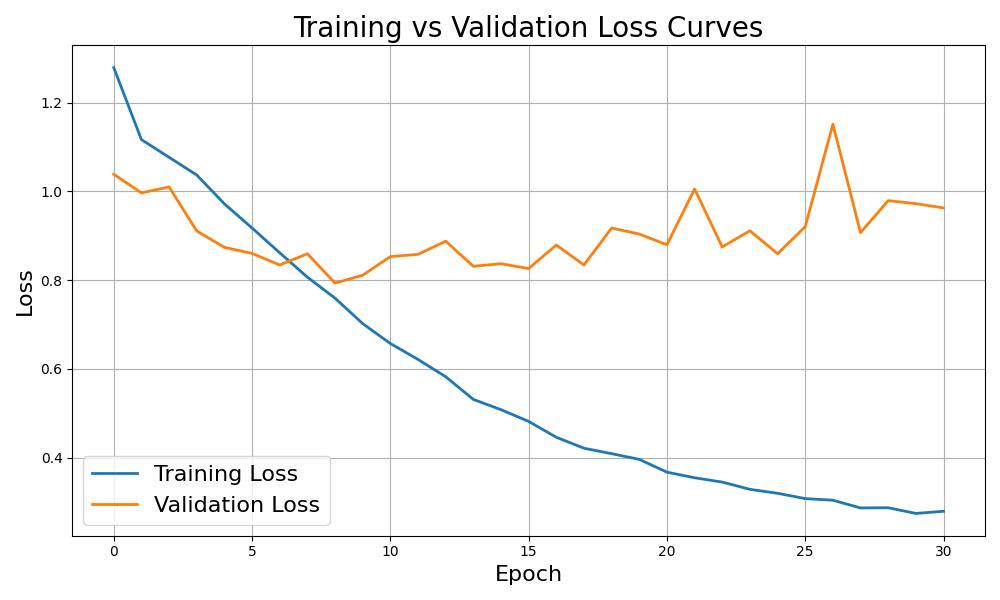 Training vs Validation Loss Curves
Loss
1.2
1.0
0.8
0.6
0.4
Training Loss
Validation Loss
0 5 10 15 20 25 30
Epoch